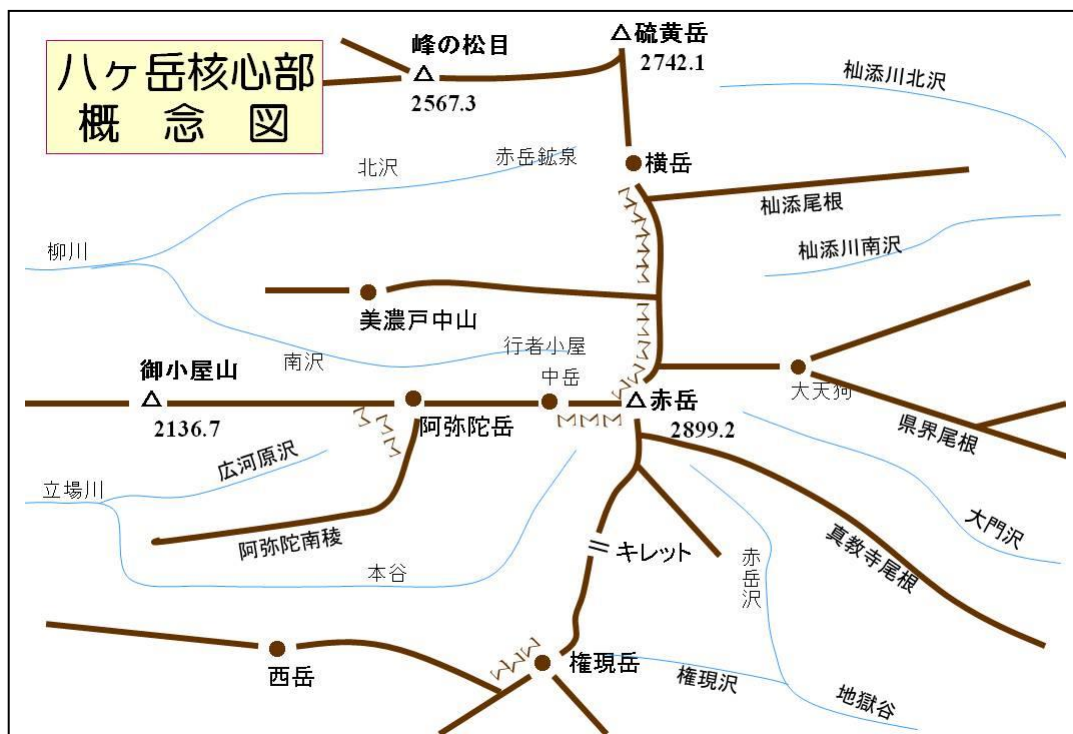 八ヶ岳核心部
概 念 図
峰の松目
2567.3
硫黄岳
2742.1
杣添川北沢
北沢
赤岳鉱泉
横岳
杣添尾根
柳川
杣添川南沢
美濃戸中山
南沢
行者小屋
御小屋山
中岳
大天狗
2136.7
阿弥陀岳
赤岳
2899.2
県界尾根
広河原沢
立場川
阿弥陀南稜
大門沢
キレット
真教寺尾根
本谷
赤岳沢
西岳
権現岳
権現沢
地獄谷